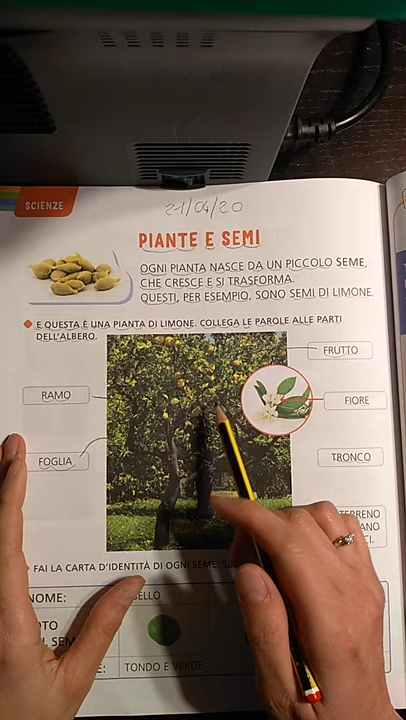 SCIENZE
21/04/20
PIANTE E SEMI
OGNI PIANTA NASCE DA UN PICCOLO SEME,
CHE CRESCE E SI TRASFORMA.
QUESTI, PER ESEMPIO, SONO SEMI DI LIMONE.
E QUESTA È UNA PIANTA DI LIMONE. COLLEGA LE PAROLE ALLE PARTI
DELL'ALBERO.
FRUTTO
RAMO
FIORE
FOGLIA
TRONCO
TERRENO
FAI LA CARTA D'IDENTITÀ DI OGNI SEME.
NOME:
TONDO E VERDE